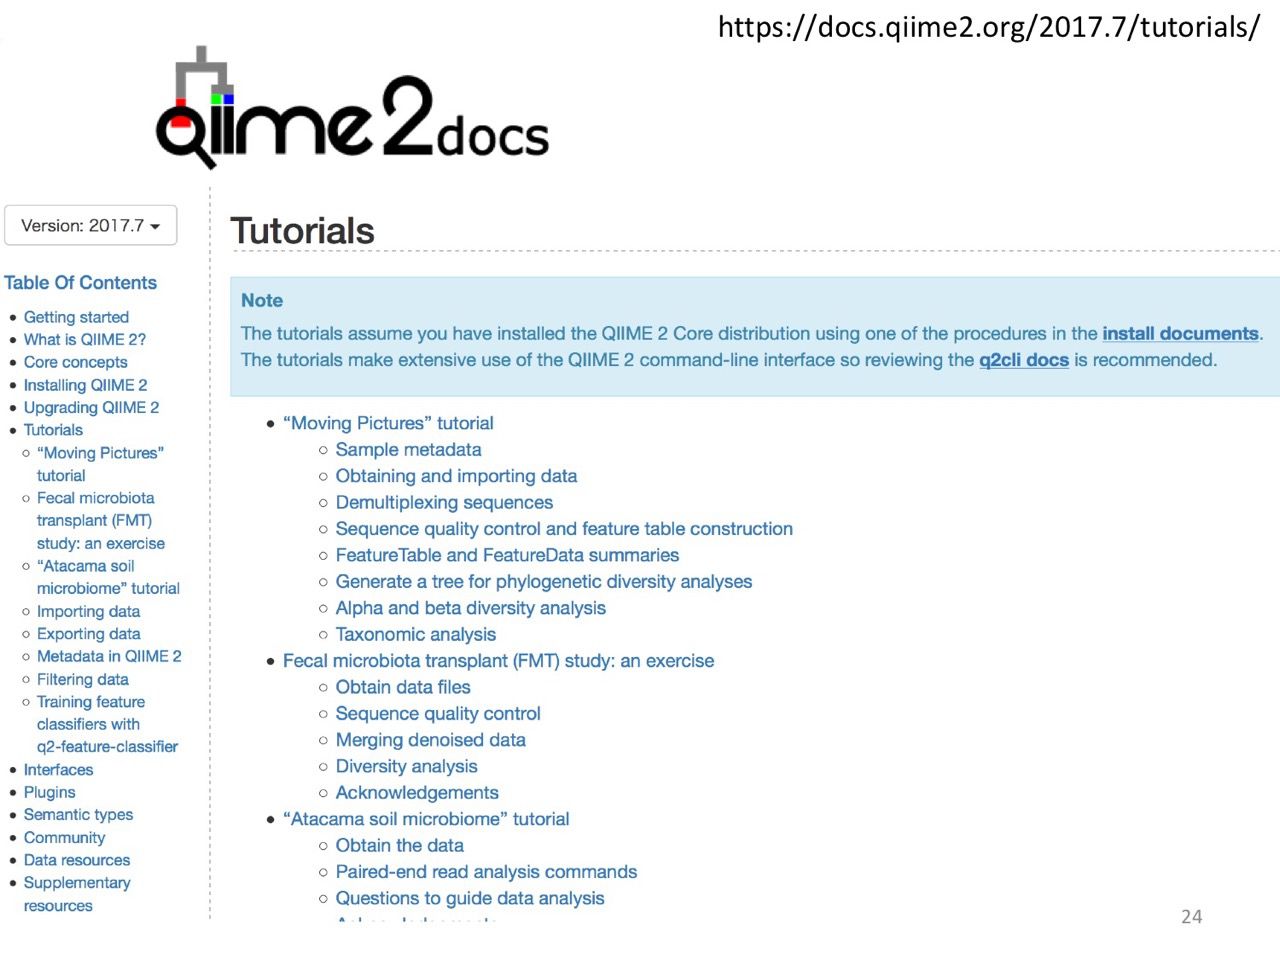 https://docs.qiime2.org/2017.7/tutorials/
qiime2docs
Version: 2017.7
Table Of Contents
Getting started
What is QIIME 2?
Core concepts
Installing QIIME 2
Upgrading QIIME 2
Tutorials
“Moving Pictures”
tutorial
Fecal microbiota
transplant (FMT)
study: an exercise
“Atacama soil
microbiome” tutorial
Importing data
Exporting data
Metadata in QIIME 2
Filtering data
Training feature
classifiers with
q2-feature-classifier
Interfaces
Plugins
Semantic types
Community
Data resources
Supplementary
resources
Tutorials
Note
The tutorials assume you have installed the QIIME 2 Core distribution using one of the procedures in the install documents.
The tutorials make extensive use of the QIIME 2 command-line interface so reviewing the q2cli docs is recommended.
“Moving Pictures” tutorial
Sample metadata
Obtaining and importing data
Demultiplexing sequences
Sequence quality control and feature table construction
FeatureTable and FeatureData summaries
Generate a tree for phylogenetic diversity analyses
Alpha and beta diversity analysis
Taxonomic analysis
Fecal microbiota transplant (FMT) study: an exercise
Obtain data files
Sequence quality control
Merging denoised data
Diversity analysis
Acknowledgements
“Atacama soil microbiome” tutorial
Obtain the data
Paired-end read analysis commands
Questions to guide data analysis
24